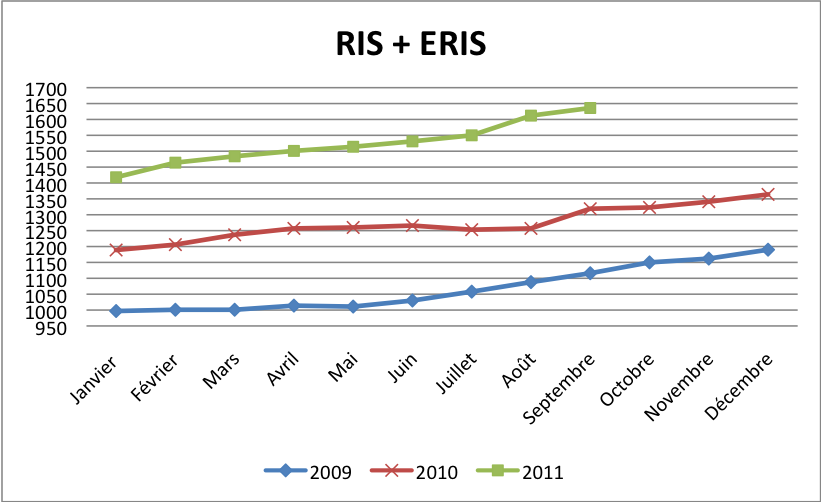 RIS + ERIS
1700
1650
1600
1550
1500
1450
1400
1350
1300
1250
1200
1150
1100
1050
1000
950
Janvier
Février
Mars
Avril
Mai
Juin
Juillet
Août
Septembre
Octobre
Novembre
Décembre
2009 2010 2011